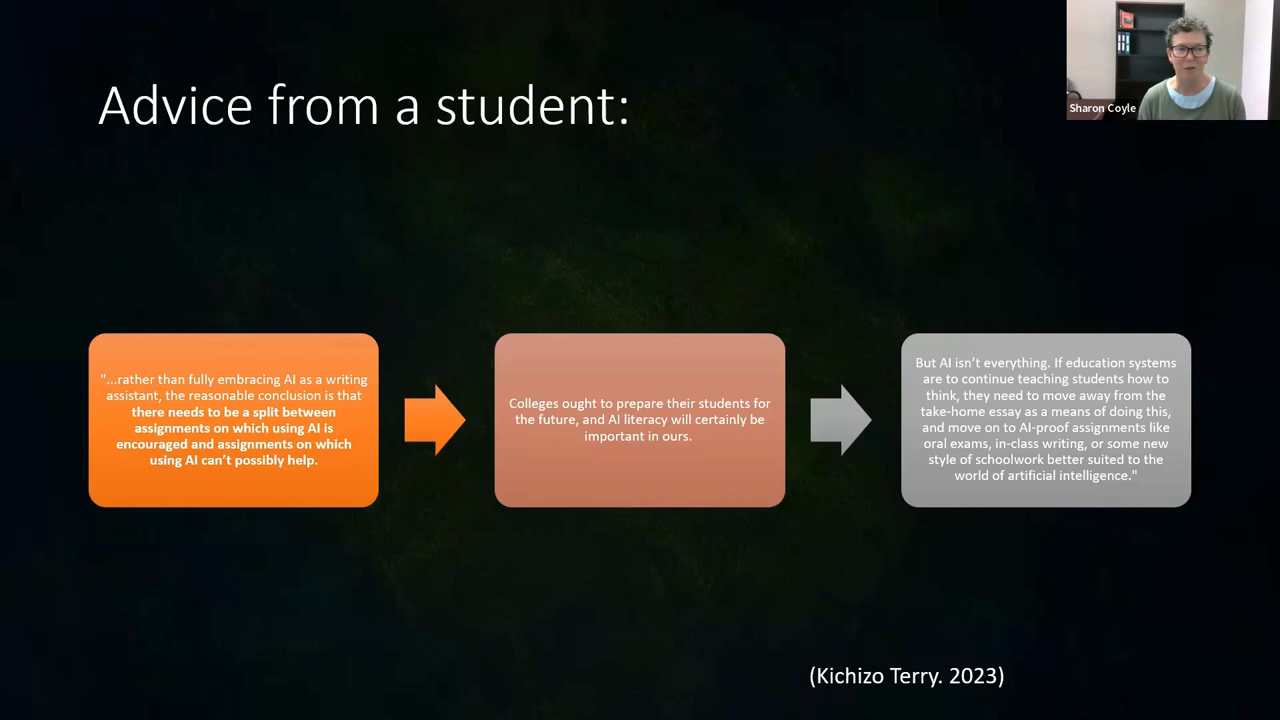 Advice from a student:
Sharon Coyle
"...rather than fully embracing AI as a writing
assistant, the reasonable conclusion is that
there needs to be a split between
assignments on which using AI is
encouraged and assignments on which
using AI can’t possibly help.
Colleges ought to prepare their students for
the future, and AI literacy will certainly be
important in ours.
But AI isn’t everything. If education systems
are to continue teaching students how to
think, they need to move away from the
take-home essay as a means of doing this,
and move on to AI-proof assignments like
oral exams, in-class writing, or some new
style of schoolwork better suited to the
world of artificial intelligence."
(Kichizo Terry. 2023)